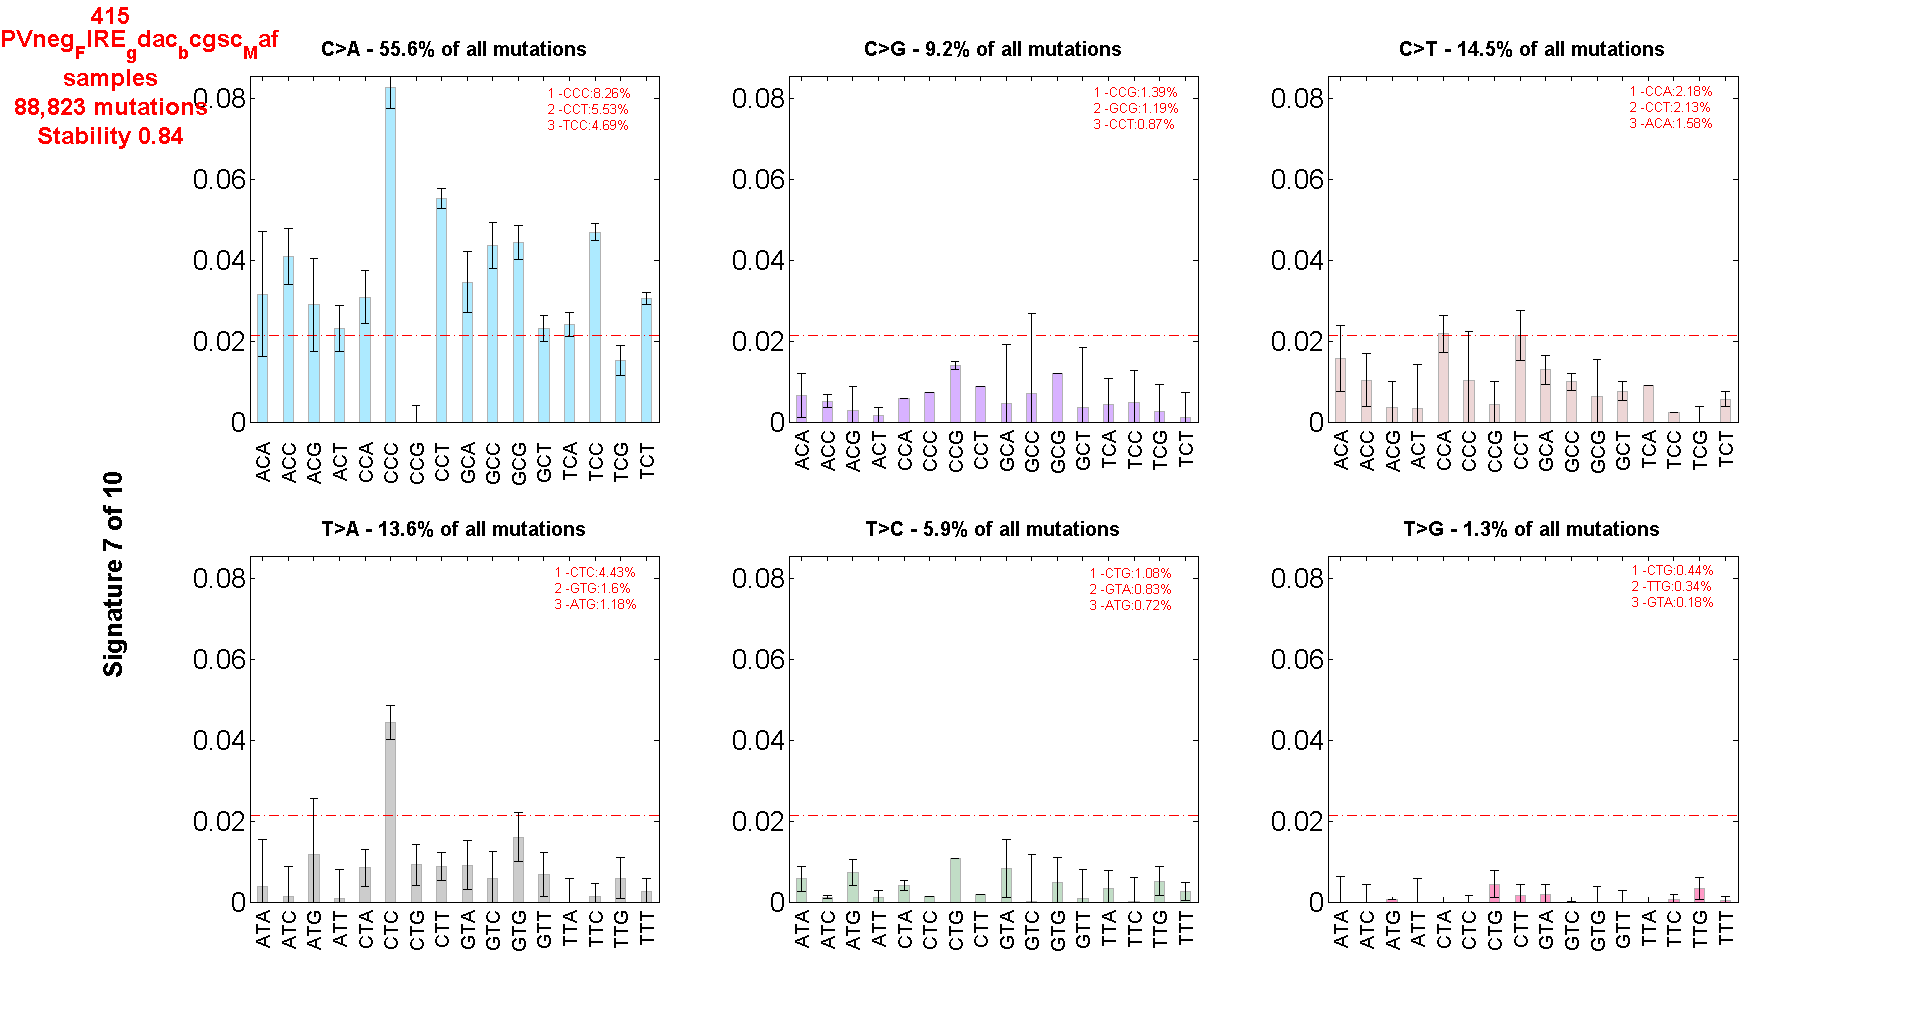 415
PVneg_FIRE_gdac_bcgsc_Maf
samples
88,823 mutations
Stability 0.84
Signature 7 of 10
C>A - 55.6% of all mutations
1 -CCC:8.26%
2 -CCT:5.53%
3 -TCC:4.69%
0.08
0.06
0.04
0.02
0
ACA ACC ACG ACT CCA CCC CCG CCT GCA GCC GCG GCT TCA TCC TCG TCT
C>G - 9.2% of all mutations
1 -CCG:1.39%
2 -GCG:1.19%
3 -CCT:0.87%
0.08
0.06
0.04
0.02
0
ACA ACC ACG ACT CCA CCC CCG CCT GCA GCC GCG GCT TCA TCC TCG TCT
C>T - 14.5% of all mutations
1 -CCA:2.18%
2 -CCT:2.13%
3 -ACA:1.58%
0.08
0.06
0.04
0.02
0
ACA ACC ACG ACT CCA CCC CCG CCT GCA GCC GCG GCT TCA TCC TCG TCT
T>A - 13.6% of all mutations
1 -CTC:4.43%
2 -GTG:1.6%
3 -ATG:1.18%
0.08
0.06
0.04
0.02
0
ATA ATC ATG ATT CTA CTC CTG CTT GTA GTC GTG GTT TTA TTC TTG TTT
T>C - 5.9% of all mutations
1 -CTG:1.08%
2 -GTA:0.83%
3 -ATG:0.72%
0.08
0.06
0.04
0.02
0
ATA ATC ATG ATT CTA CTC CTG CTT GTA GTC GTG GTT TTA TTC TTG TTT
T>G - 1.3% of all mutations
1 -CTG:0.44%
2 -TTG:0.34%
3 -GTA:0.18%
0.08
0.06
0.04
0.02
0
ATA ATC ATG ATT CTA CTC CTG CTT GTA GTC GTG GTT TTA TTC TTG TTT